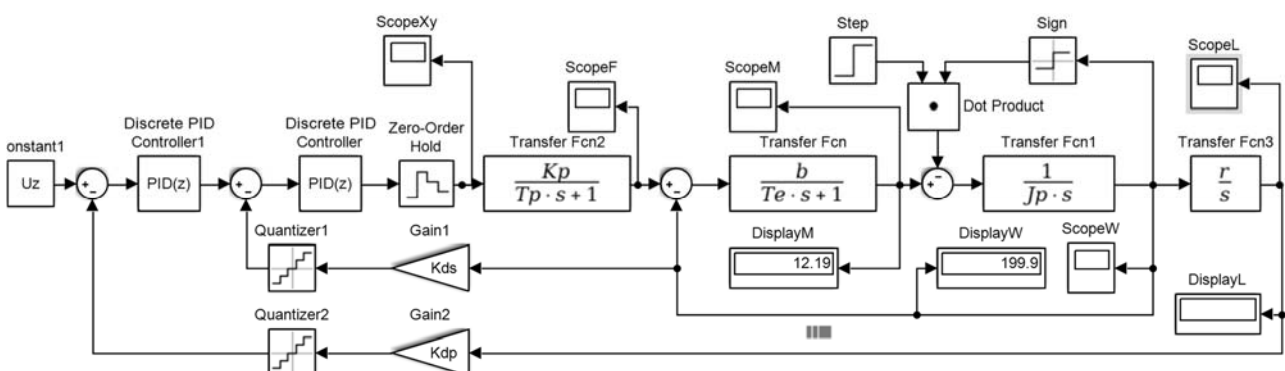 ScopeXy
Step
Sign
ScopeL
ScopeF
ScopeM
Dot Product
onstant1
Discrete PID
Controller1
Discrete PID
Controller
Zero-Order
Hold
Transfer Fcn2
Transfer Fcn
Transfer Fcn1
Transfer Fcn3
Uz
+
-
PID(z)
+
-
PID(z)
Kp
Tp · s + 1
+
-
b
Te · s + 1
+
-
1
Jp · s
r
s
Quantizer1
Gain1
Kds
DisplayM
12.19
DisplayW
199.9
ScopeW
DisplayL
Quantizer2
Gain2
Kdp